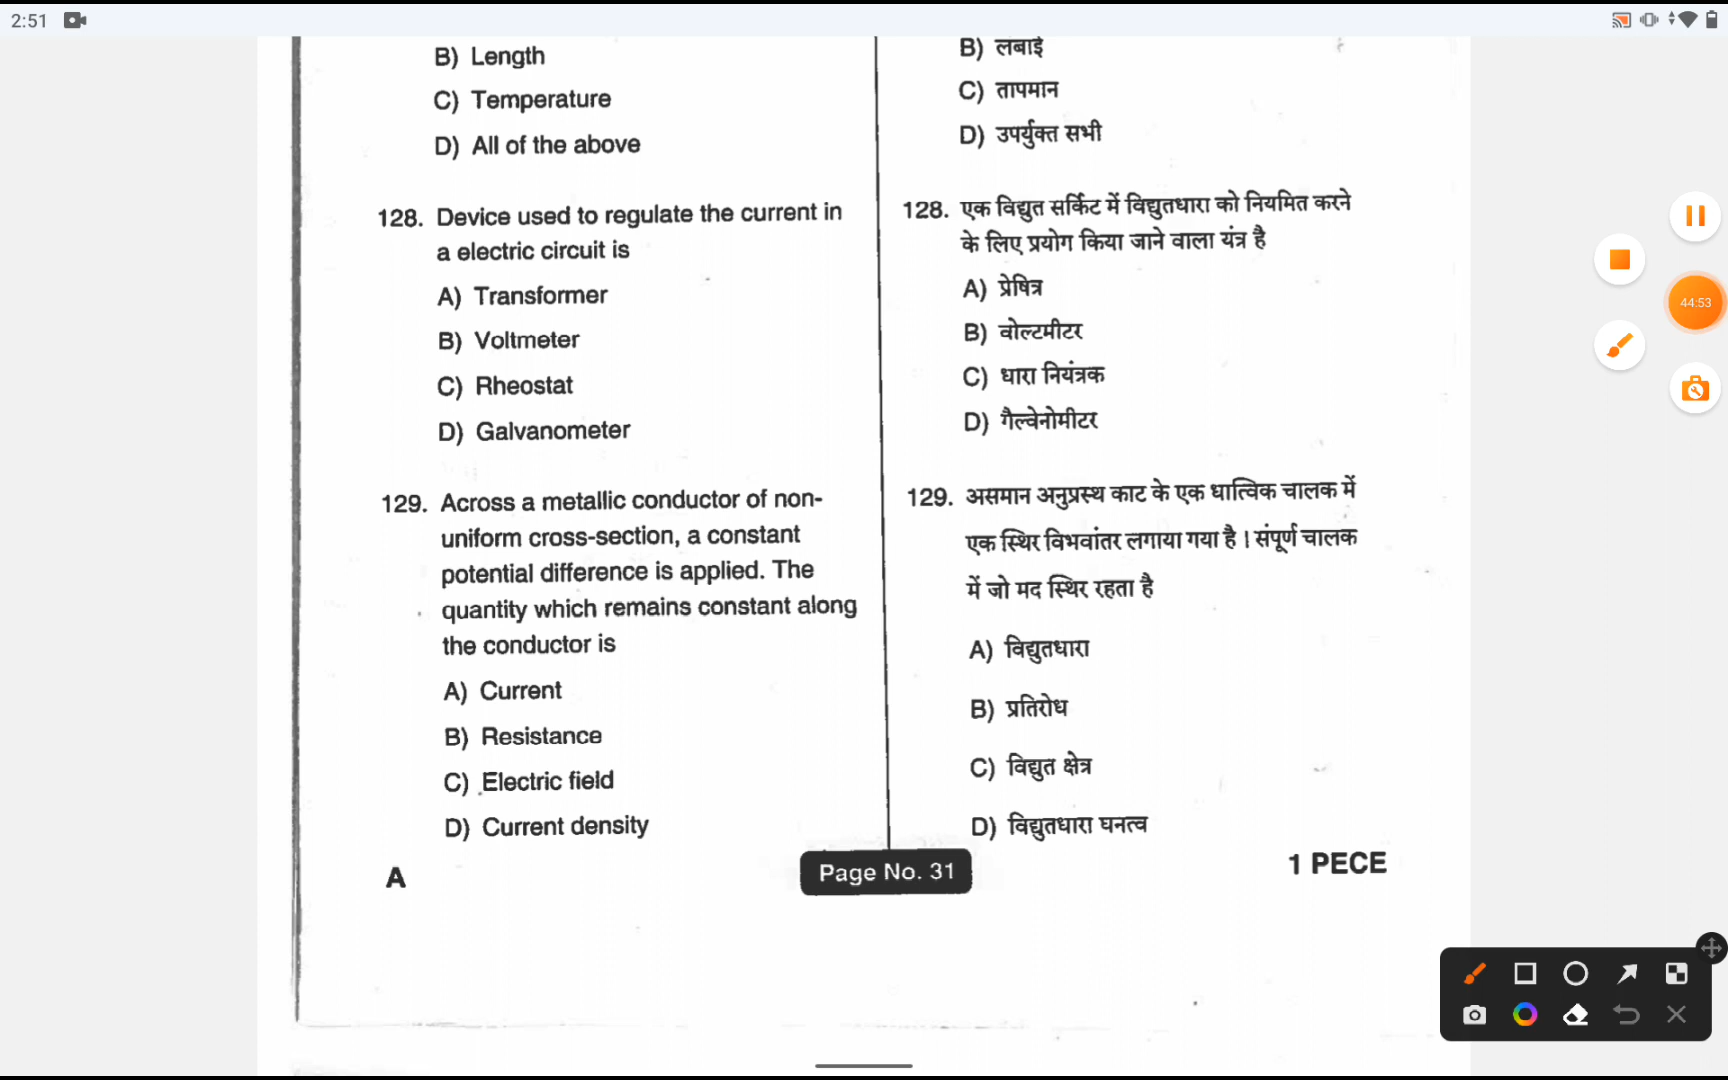 2:51
B) Length
C) Temperature
D) All of the above
128. Device used to regulate the current in
a electric circuit is
A) Transformer
B) Voltmeter
C) Rheostat
D) Galvanometer
129. Across a metallic conductor of non-
uniform cross-section, a constant
potential difference is applied. The
quantity which remains constant along
the conductor is
A) Current
B) Resistance
C) Electric field
D) Current density
A
B) लंबाई
C) तापमान
D) उपर्युक्त सभी
128. एक विद्युत सर्किट में विद्युतधारा को नियमित करने
के लिए प्रयोग किया जाने वाला यंत्र है
A) प्रेषित्र
B) वोल्टमीटर
C) धारा नियंत्रक
D) गैल्वेनोमीटर
129. असमान अनुप्रस्थ काट के एक धात्विक चालक में
एक स्थिर विभवांतर लगाया गया है । संपूर्ण चालक
में जो मद स्थिर रहता है
A) विद्युतधारा
B) प्रतिरोध
C) विद्युत क्षेत्र
D) विद्युतधारा घनत्व
Page No. 31
1 PECE
44:53